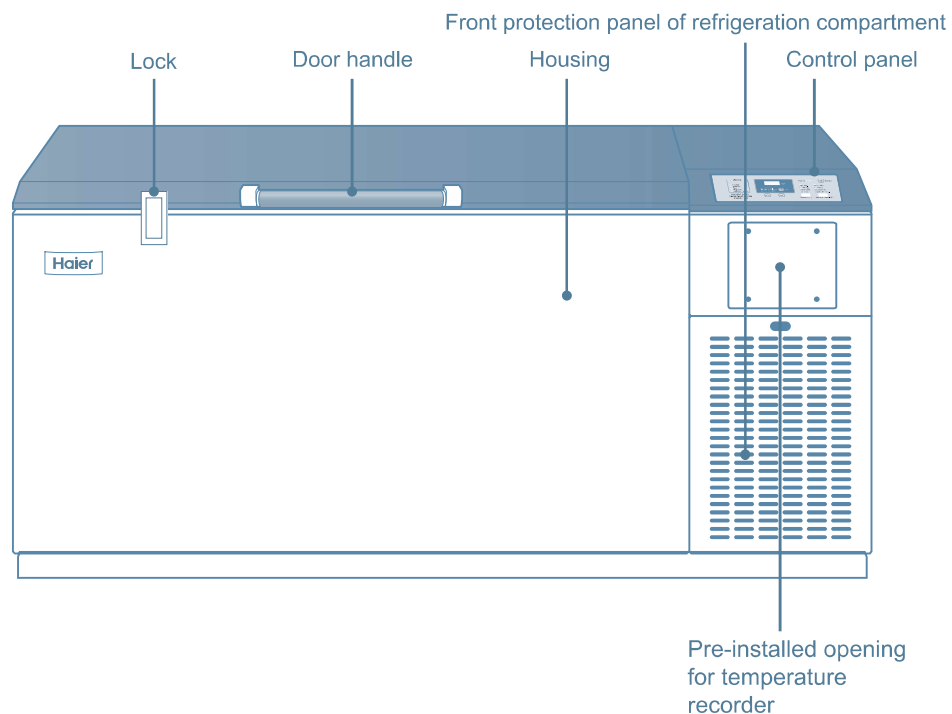 Front protection panel of refrigeration compartment
Lock
Door handle
Housing
Control panel
Haier
Pre-installed opening
for temperature
recorder